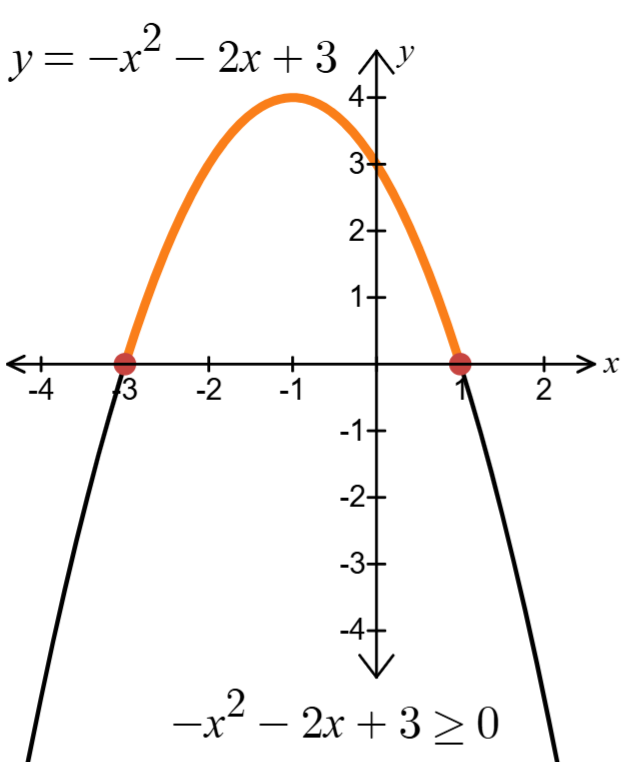 y = −x² − 2x + 3
y
4
3
2
1
x
-4 -3 -2 -1 1 2
-1
-2
-3
-4
−x² − 2x + 3 ≥ 0